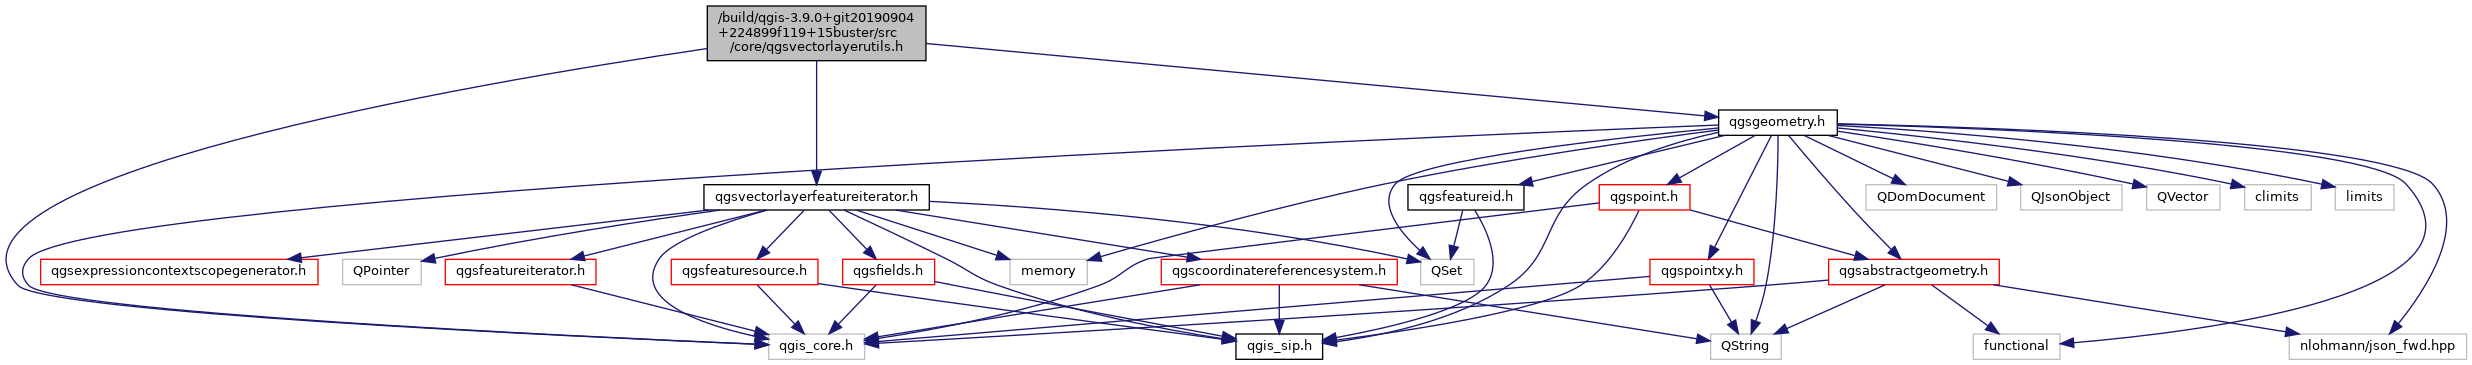 /build/qgis-3.9.0+git20190904
+224899f119+15buster/src
/core/qgsvectorlayerutils.h
qgsgeometry.h
qgsvectorlayerfeatureiterator.h
qgsfeatureid.h
qgspoint.h
QDomDocument
QJsonObject
QVector
climits
limits
qgsexpressioncontextscopegenerator.h
QPointer
qgsfeatureiterator.h
qgsfeaturesource.h
qgsfields.h
memory
qgscoordinatereferencesystem.h
QSet
qgspointxy.h
qgsabstractgeometry.h
qgis_core.h
qgis_sip.h
QString
functional
nlohmann/json_fwd.hpp